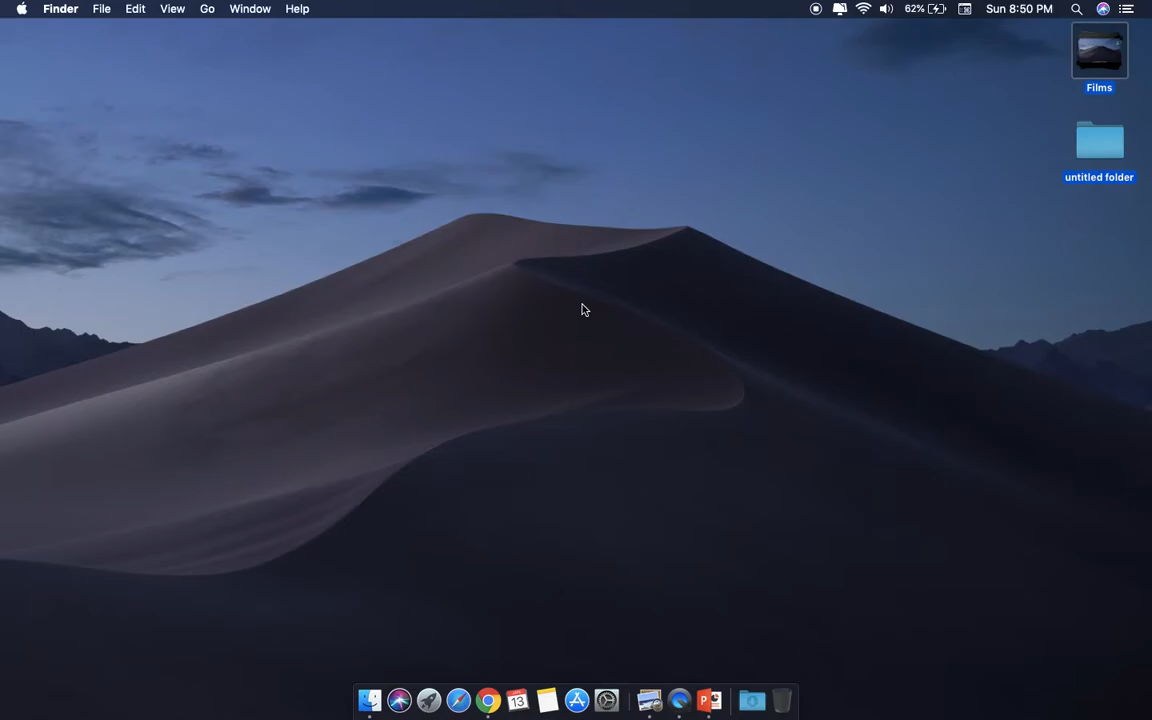 Finder File Edit View Go Window Help 62% Sun 8:50 PM
Films
untitled folder
13
P